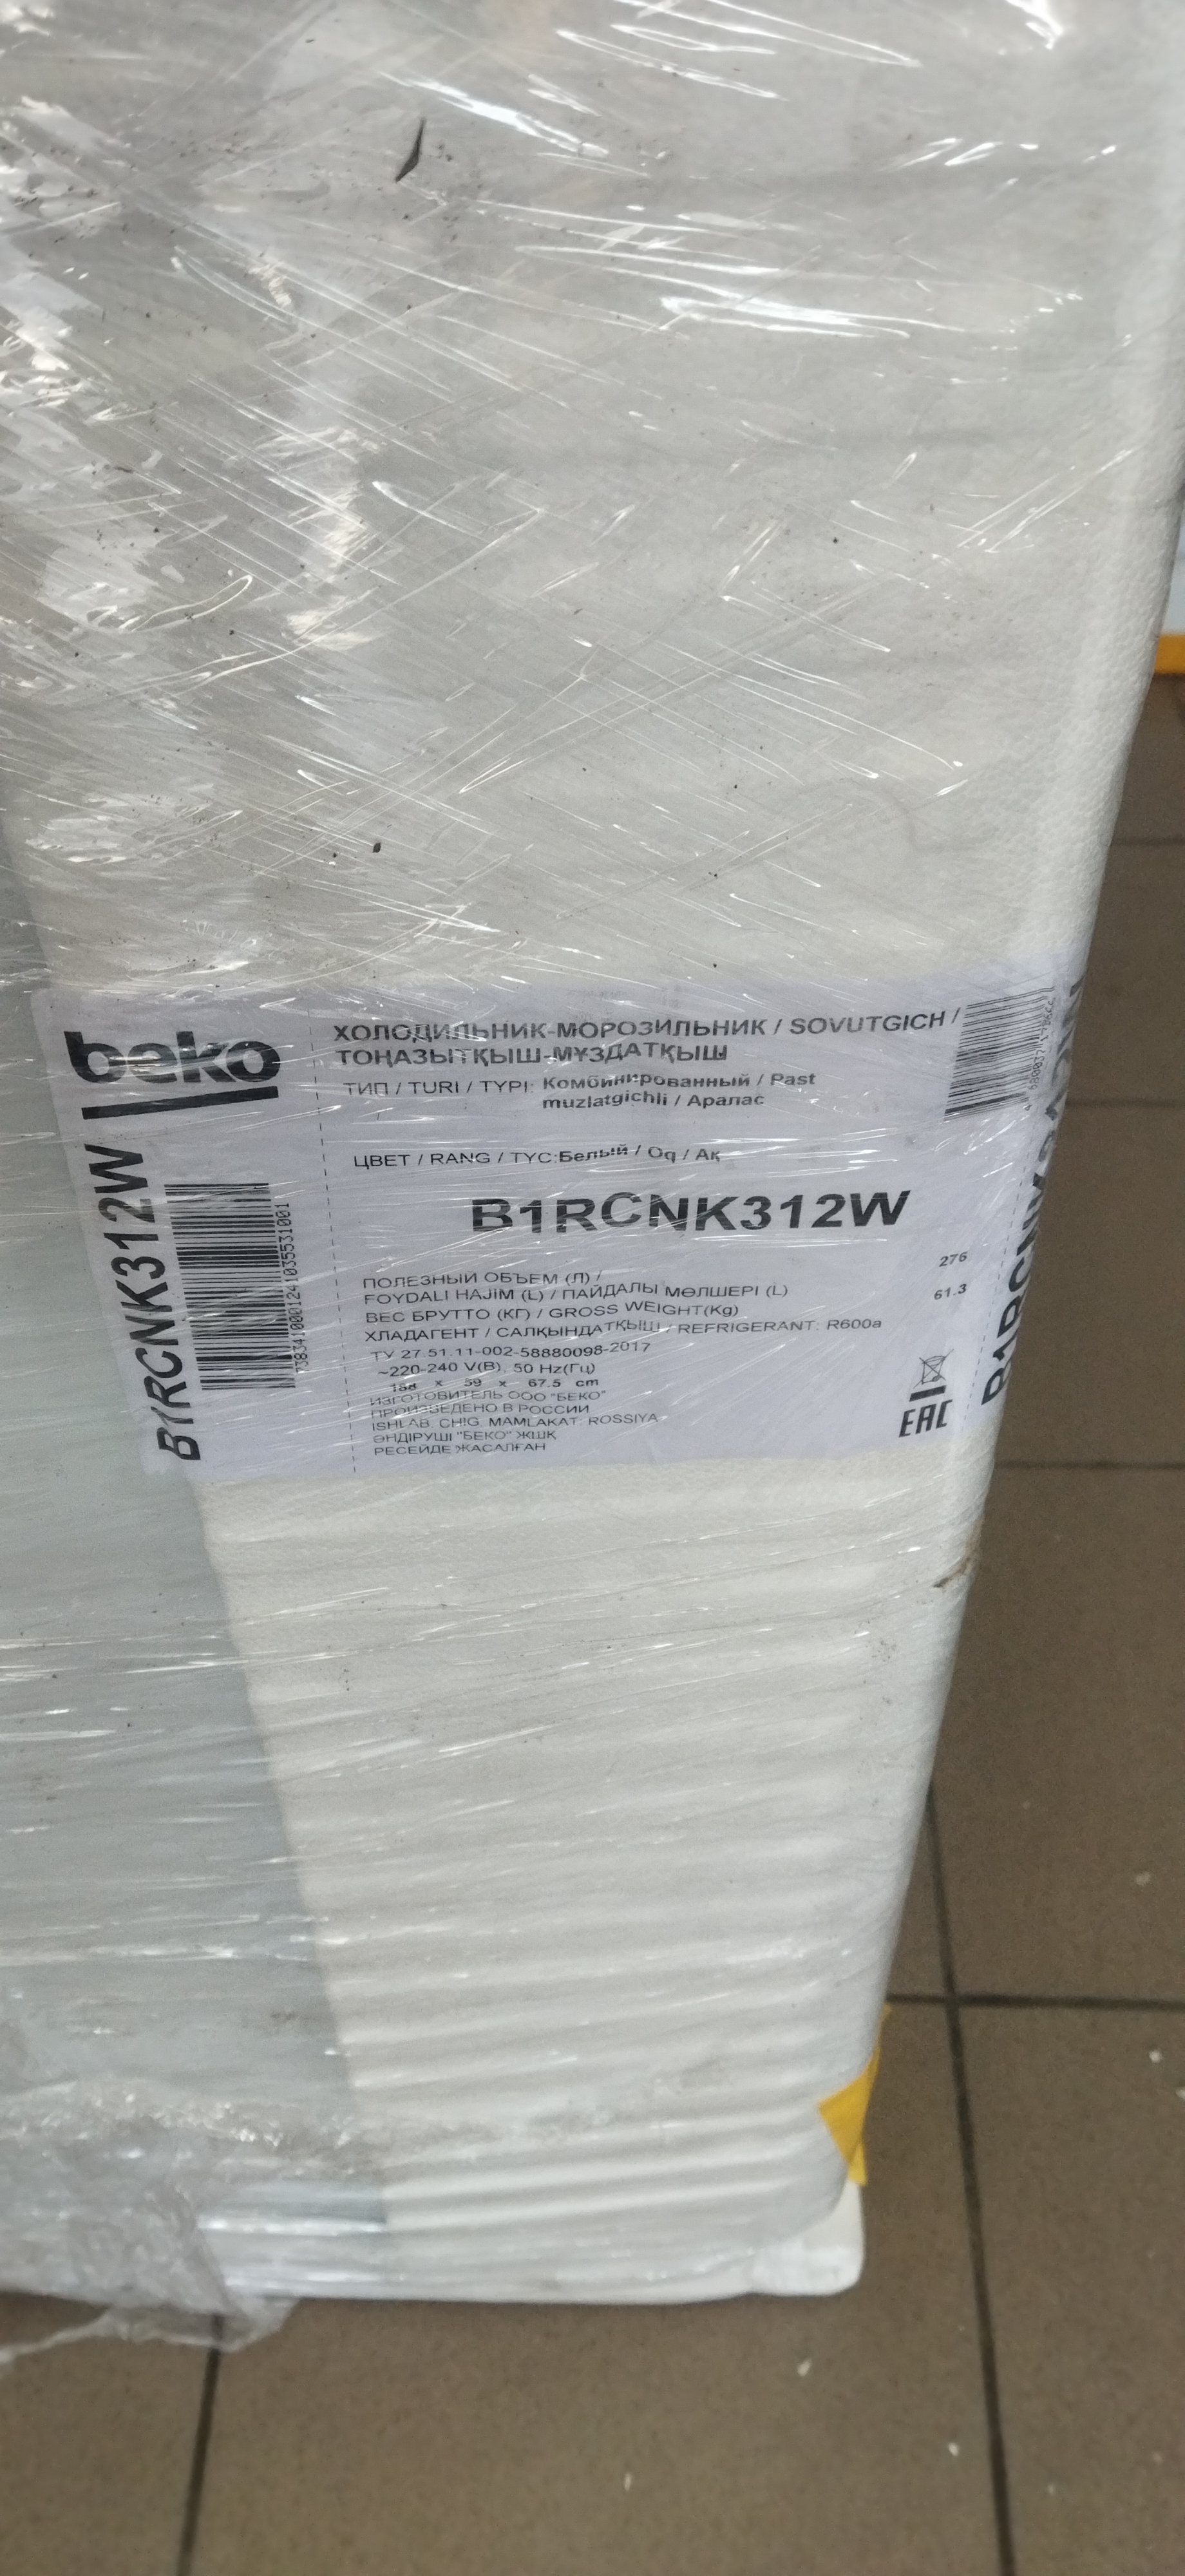 beko
B1RCNK312W
7383410001241035531001
ХОЛОДИЛЬНИК-МОРОЗИЛЬНИК / SOVUTGICH /
ТОҢАЗЫТҚЫШ-МҰЗДАТҚЫШ
ТИП / TURI / TYPI: Комбинированный / Past
muzlatgichli / Аралас
ЦВЕТ / RANG / ТҮС:Белый / Oq / Ақ
B1RCNK312W
ПОЛЕЗНЫЙ ОБЪЕМ (Л) / 276
FOYDALI HAJIM (L) / ПАЙДАЛЫ МӨЛШЕРІ (L)
ВЕС БРУТТО (КГ) / GROSS WEIGHT(Kg) 61.3
ХЛАДАГЕНТ / САЛҚЫНДАТҚЫШ / REFRIGERANT: R600a
ТУ 27.51.11-002-58880098-2017
~220-240 V(В), 50 Hz(Гц)
188 x 59 x 67.5 cm
ИЗГОТОВИТЕЛЬ ООО "БЕКО"
ПРОИЗВЕДЕНО В РОССИИ
ISHLAB. CHIG. MAMLAKAT: ROSSIYA
ӨНДІРУШІ "БЕКО" ЖШҚ
РЕСЕЙДЕ ЖАСАЛҒАН
EAC